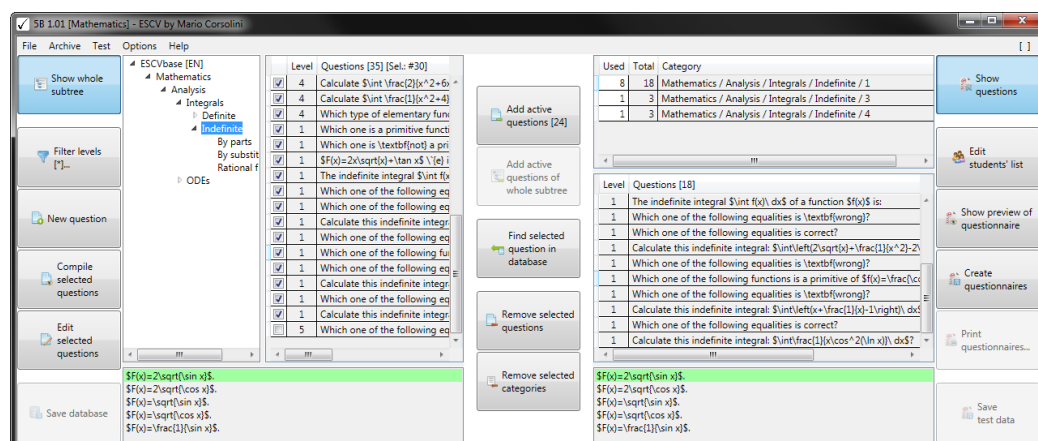 5B 1.01 [Mathematics] - ESCV by Mario Corsolini
File Archive Test Options Help [ ]
Show whole
subtree
Filter levels
[*]...
New question
Compile
selected
questions
Edit
selected
questions
Save database
ESCVbase [EN]
Mathematics
Analysis
Integrals
Definite
Indefinite
By parts
By substit
Rational f
ODEs
Level Questions [35] [Sel.: #30]
4 Calculate $\int \frac{2}{x^2+6x
4 Calculate $\int \frac{1}{x^2+4}
4 Which type of elementary func
1 Which one is a primitive functi
1 Which one is \textbf{not} a pri
1 $F(x)=2x\sqrt{x}+\tan x$ \`{e} i
1 The indefinite integral $\int f(x
1 Which one of the following eq
1 Which one of the following eq
1 Calculate this indefinite integr
1 Which one of the following eq
1 Which one of the following fur
1 Which one of the following eq
1 Calculate this indefinite integr
1 Which one of the following eq
1 Calculate this indefinite integr
5 Which one of the following eq
$F(x)=2\sqrt{\sin x}$.
$F(x)=2\sqrt{\cos x}$.
$F(x)=\sqrt{\sin x}$.
$F(x)=\sqrt{\cos x}$.
$F(x)=\frac{1}{\sin x}$.
Add active
questions [24]
Add active
questions of
whole subtree
Find selected
question in
database
Remove selected
questions
Remove selected
categories
Used Total Category
8 18 Mathematics / Analysis / Integrals / Indefinite / 1
1 3 Mathematics / Analysis / Integrals / Indefinite / 3
1 3 Mathematics / Analysis / Integrals / Indefinite / 4
Level Questions [18]
1 The indefinite integral $\int f(x)\ dx$ of a function $f(x)$ is:
1 Which one of the following equalities is \textbf{wrong}?
1 Which one of the following equalities is correct?
1 Calculate this indefinite integral: $\int\left(2\sqrt{x}+\frac{1}{x^2}-2\
1 Which one of the following equalities is \textbf{wrong}?
1 Which one of the following functions is a primitive of $f(x)=\frac{\cc
1 Which one of the following equalities is \textbf{wrong}?
1 Calculate this indefinite integral: $\int\left(x+\frac{1}{x}-1\right)\ dx$
1 Which one of the following equalities is correct?
1 Calculate this indefinite integral: $\int\frac{1}{x\cos^2(\ln x)}\ dx$?
$F(x)=2\sqrt{\sin x}$.
$F(x)=2\sqrt{\cos x}$.
$F(x)=\sqrt{\sin x}$.
$F(x)=\sqrt{\cos x}$.
$F(x)=\frac{1}{\sin x}$.
Show
questions
Edit
students' list
Show preview of
questionnaire
Create
questionnaires
Print
questionnaires...
Save
test data